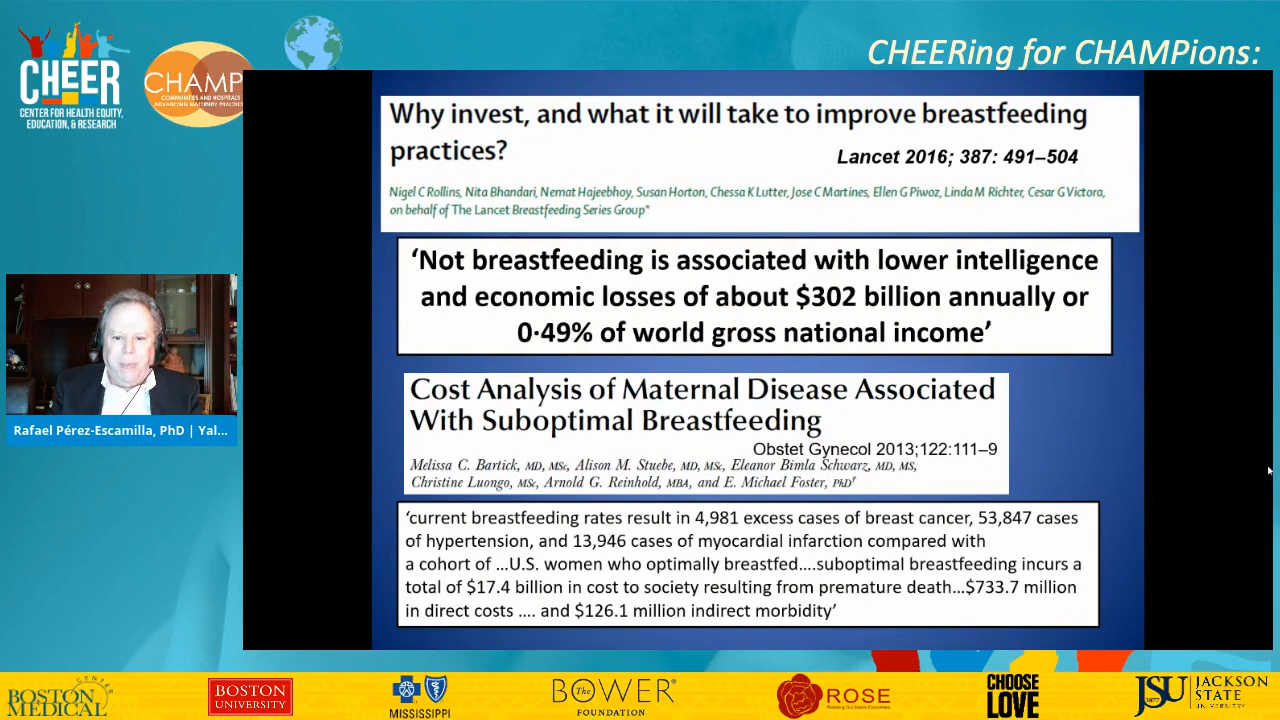 CHEER
CENTER FOR HEALTH EQUITY,
EDUCATION, & RESEARCH
CHAMP
COMMUNITIES AND HOSPITALS
ADVANCING MATERNITY PRACTIC
CHEERing for CHAMPions:
Why invest, and what it will take to improve breastfeeding
practices?
Lancet 2016; 387: 491–504
Nigel C Rollins, Nita Bhandari, Nemat Hajeebhoy, Susan Horton, Chessa K Lutter, Jose C Martines, Ellen G Piwoz, Linda M Richter, Cesar G Victora,
on behalf of The Lancet Breastfeeding Series Group*
‘Not breastfeeding is associated with lower intelligence
and economic losses of about $302 billion annually or
0·49% of world gross national income’
Cost Analysis of Maternal Disease Associated
With Suboptimal Breastfeeding
Obstet Gynecol 2013;122:111–9
Melissa C. Bartick, MD, MSc, Alison M. Stuebe, MD, MSc, Eleanor Bimla Schwarz, MD, MS,
Christine Luongo, MSc, Arnold G. Reinhold, MBA, and E. Michael Foster, PhD†
‘current breastfeeding rates result in 4,981 excess cases of breast cancer, 53,847 cases
of hypertension, and 13,946 cases of myocardial infarction compared with
a cohort of ...U.S. women who optimally breastfed....suboptimal breastfeeding incurs a
total of $17.4 billion in cost to society resulting from premature death...$733.7 million
in direct costs .... and $126.1 million indirect morbidity’
Rafael Pérez-Escamilla, PhD | Yal...
BOSTON
MEDICAL
CENTER
BOSTON
UNIVERSITY
MISSISSIPPI
The
BOWER
FOUNDATION
ROSE
CHOOSE
LOVE
JSU
1877
JACKSON
STATE
UNIVERSITY